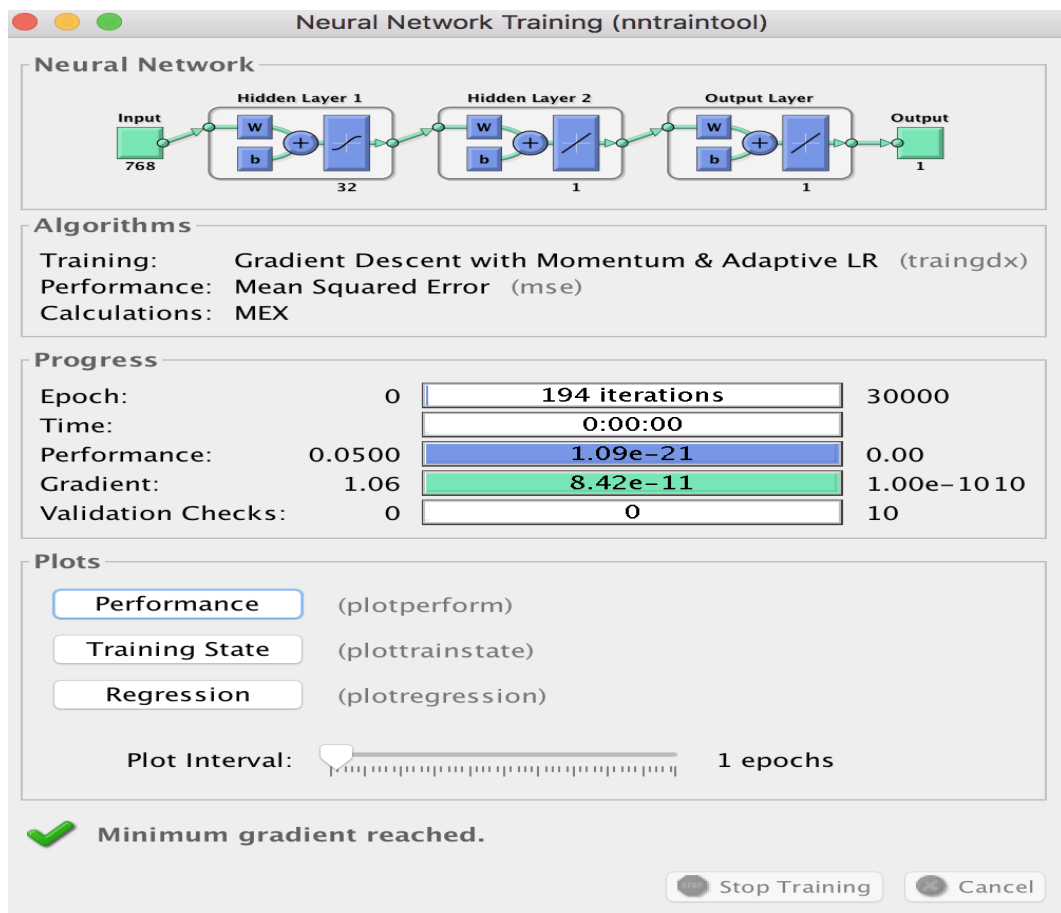 Neural Network Training (nntraintool)
Neural Network
Hidden Layer 1 Hidden Layer 2 Output Layer
Input Output
W W W
+ + +
b b b
768 32 1 1 1
Algorithms
Training: Gradient Descent with Momentum & Adaptive LR (traingdx)
Performance: Mean Squared Error (mse)
Calculations: MEX
Progress
Epoch: 0 194 iterations 30000
Time: 0:00:00
Performance: 0.0500 1.09e-21 0.00
Gradient: 1.06 8.42e-11 1.00e-1010
Validation Checks: 0 0 10
Plots
Performance (plotperform)
Training State (plottrainstate)
Regression (plotregression)
Plot Interval: 1 epochs
Minimum gradient reached.
STOP Stop Training Cancel